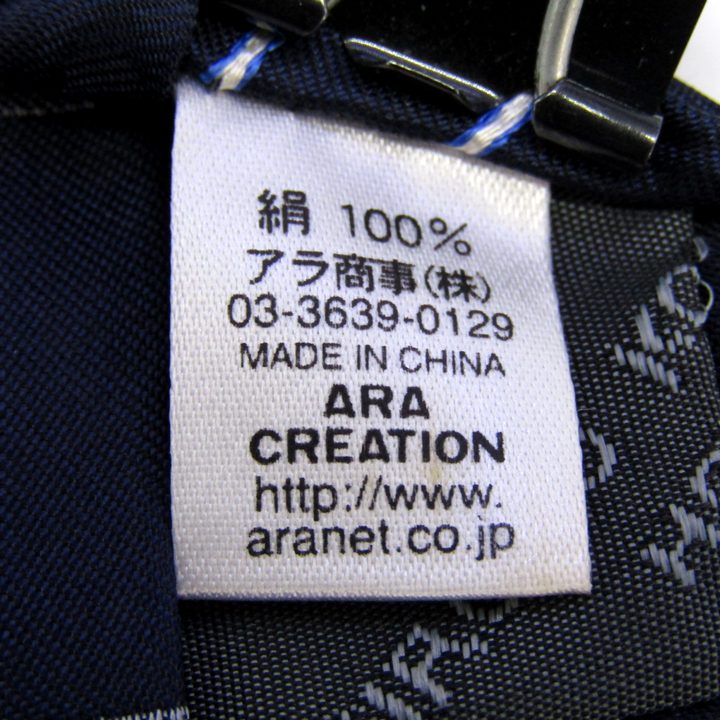 絹 100%
アラ商事(株)
03-3639-0129
MADE IN CHINA
ARA
CREATION
http://www.
aranet.co.jp